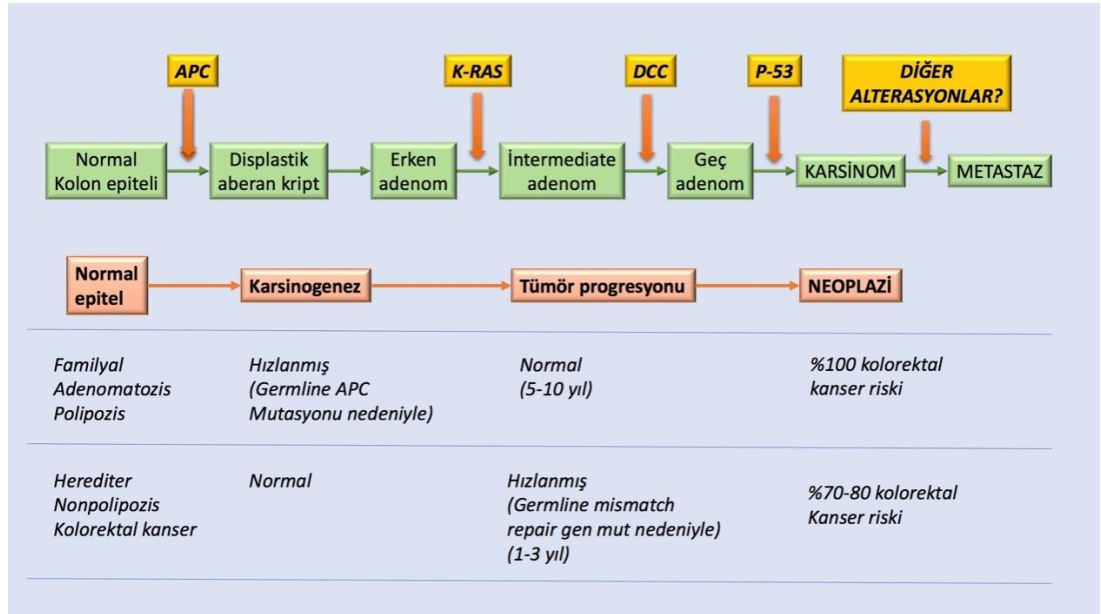 APC
K-RAS
DCC
P-53
DİĞER
ALTERASYONLAR?
Normal
Kolon epiteli
Displastik
aberan kript
Erken
adenom
İntermediate
adenom
Geç
adenom
KARSİNOM
METASTAZ
Normal
epitel
Karsinogenez
Tümör progresyonu
NEOPLAZİ
Familyal
Adenomatozis
Polipozis
Hızlanmış
(Germline APC
Mutasyonu nedeniyle)
Normal
(5-10 yıl)
%100 kolorektal
kanser riski
Herediter
Nonpolipozis
Kolorektal kanser
Normal
Hızlanmış
(Germline mismatch
repair gen mut nedeniyle)
(1-3 yıl)
%70-80 kolorektal
Kanser riski